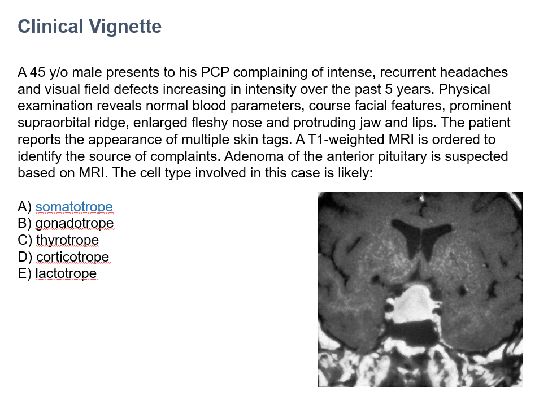 Clinical Vignette
A 45 y/o male presents to his PCP complaining of intense, recurrent headaches
and visual field defects increasing in intensity over the past 5 years. Physical
examination reveals normal blood parameters, course facial features, prominent
supraorbital ridge, enlarged fleshy nose and protruding jaw and lips. The patient
reports the appearance of multiple skin tags. A T1-weighted MRI is ordered to
identify the source of complaints. Adenoma of the anterior pituitary is suspected
based on MRI. The cell type involved in this case is likely:
A) somatotrope
B) gonadotrope
C) thyrotrope
D) corticotrope
E) lactotrope